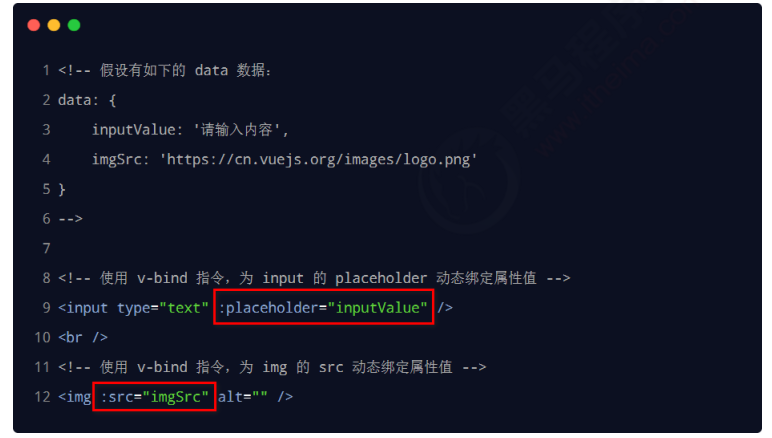 1 <!-- 假设有如下的 data 数据:
2 data: {
3 inputValue: '请输入内容',
4 imgSrc: 'https://cn.vuejs.org/images/logo.png'
5 }
6 -->
7
8 <!-- 使用 v-bind 指令，为 input 的 placeholder 动态绑定属性值 -->
9 <input type="text" :placeholder="inputValue" />
10 <br />
11 <!-- 使用 v-bind 指令，为 img 的 src 动态绑定属性值 -->
12 <img :src="imgSrc" alt="" />